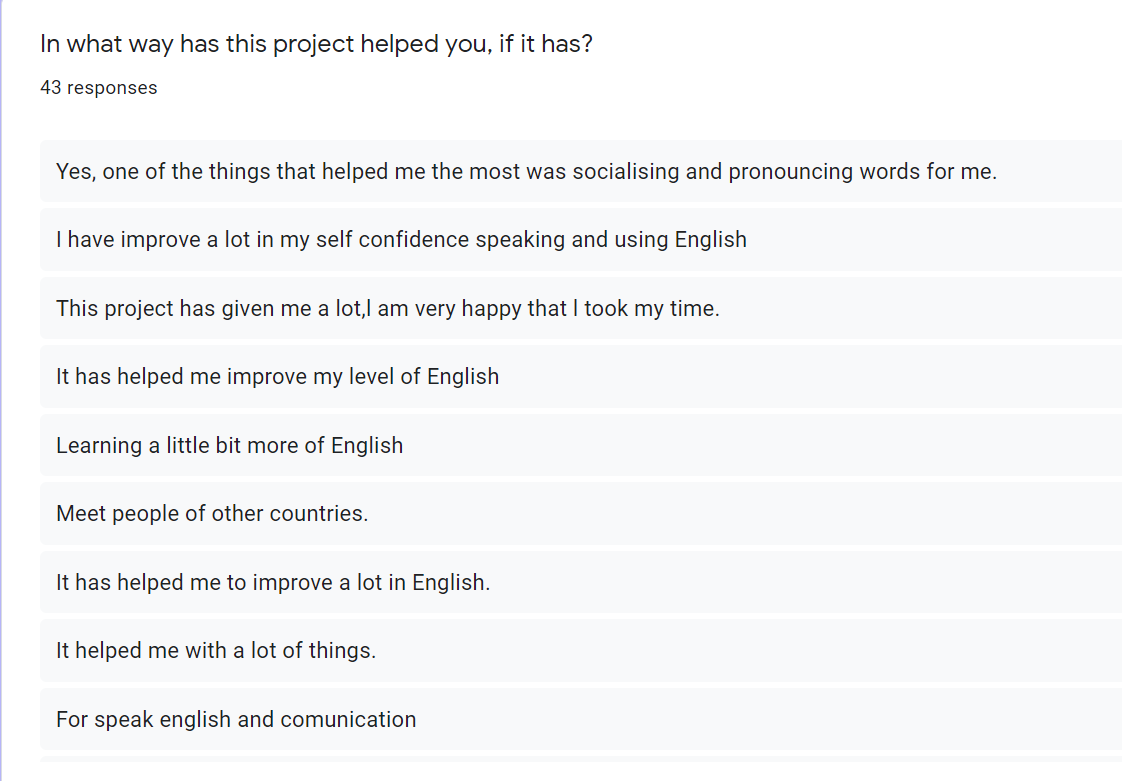 In what way has this project helped you, if it has?
43 responses
Yes, one of the things that helped me the most was socialising and pronouncing words for me.
I have improve a lot in my self confidence speaking and using English
This project has given me a lot,I am very happy that I took my time.
It has helped me improve my level of English
Learning a little bit more of English
Meet people of other countries.
It has helped me to improve a lot in English.
It helped me with a lot of things.
For speak english and comunication